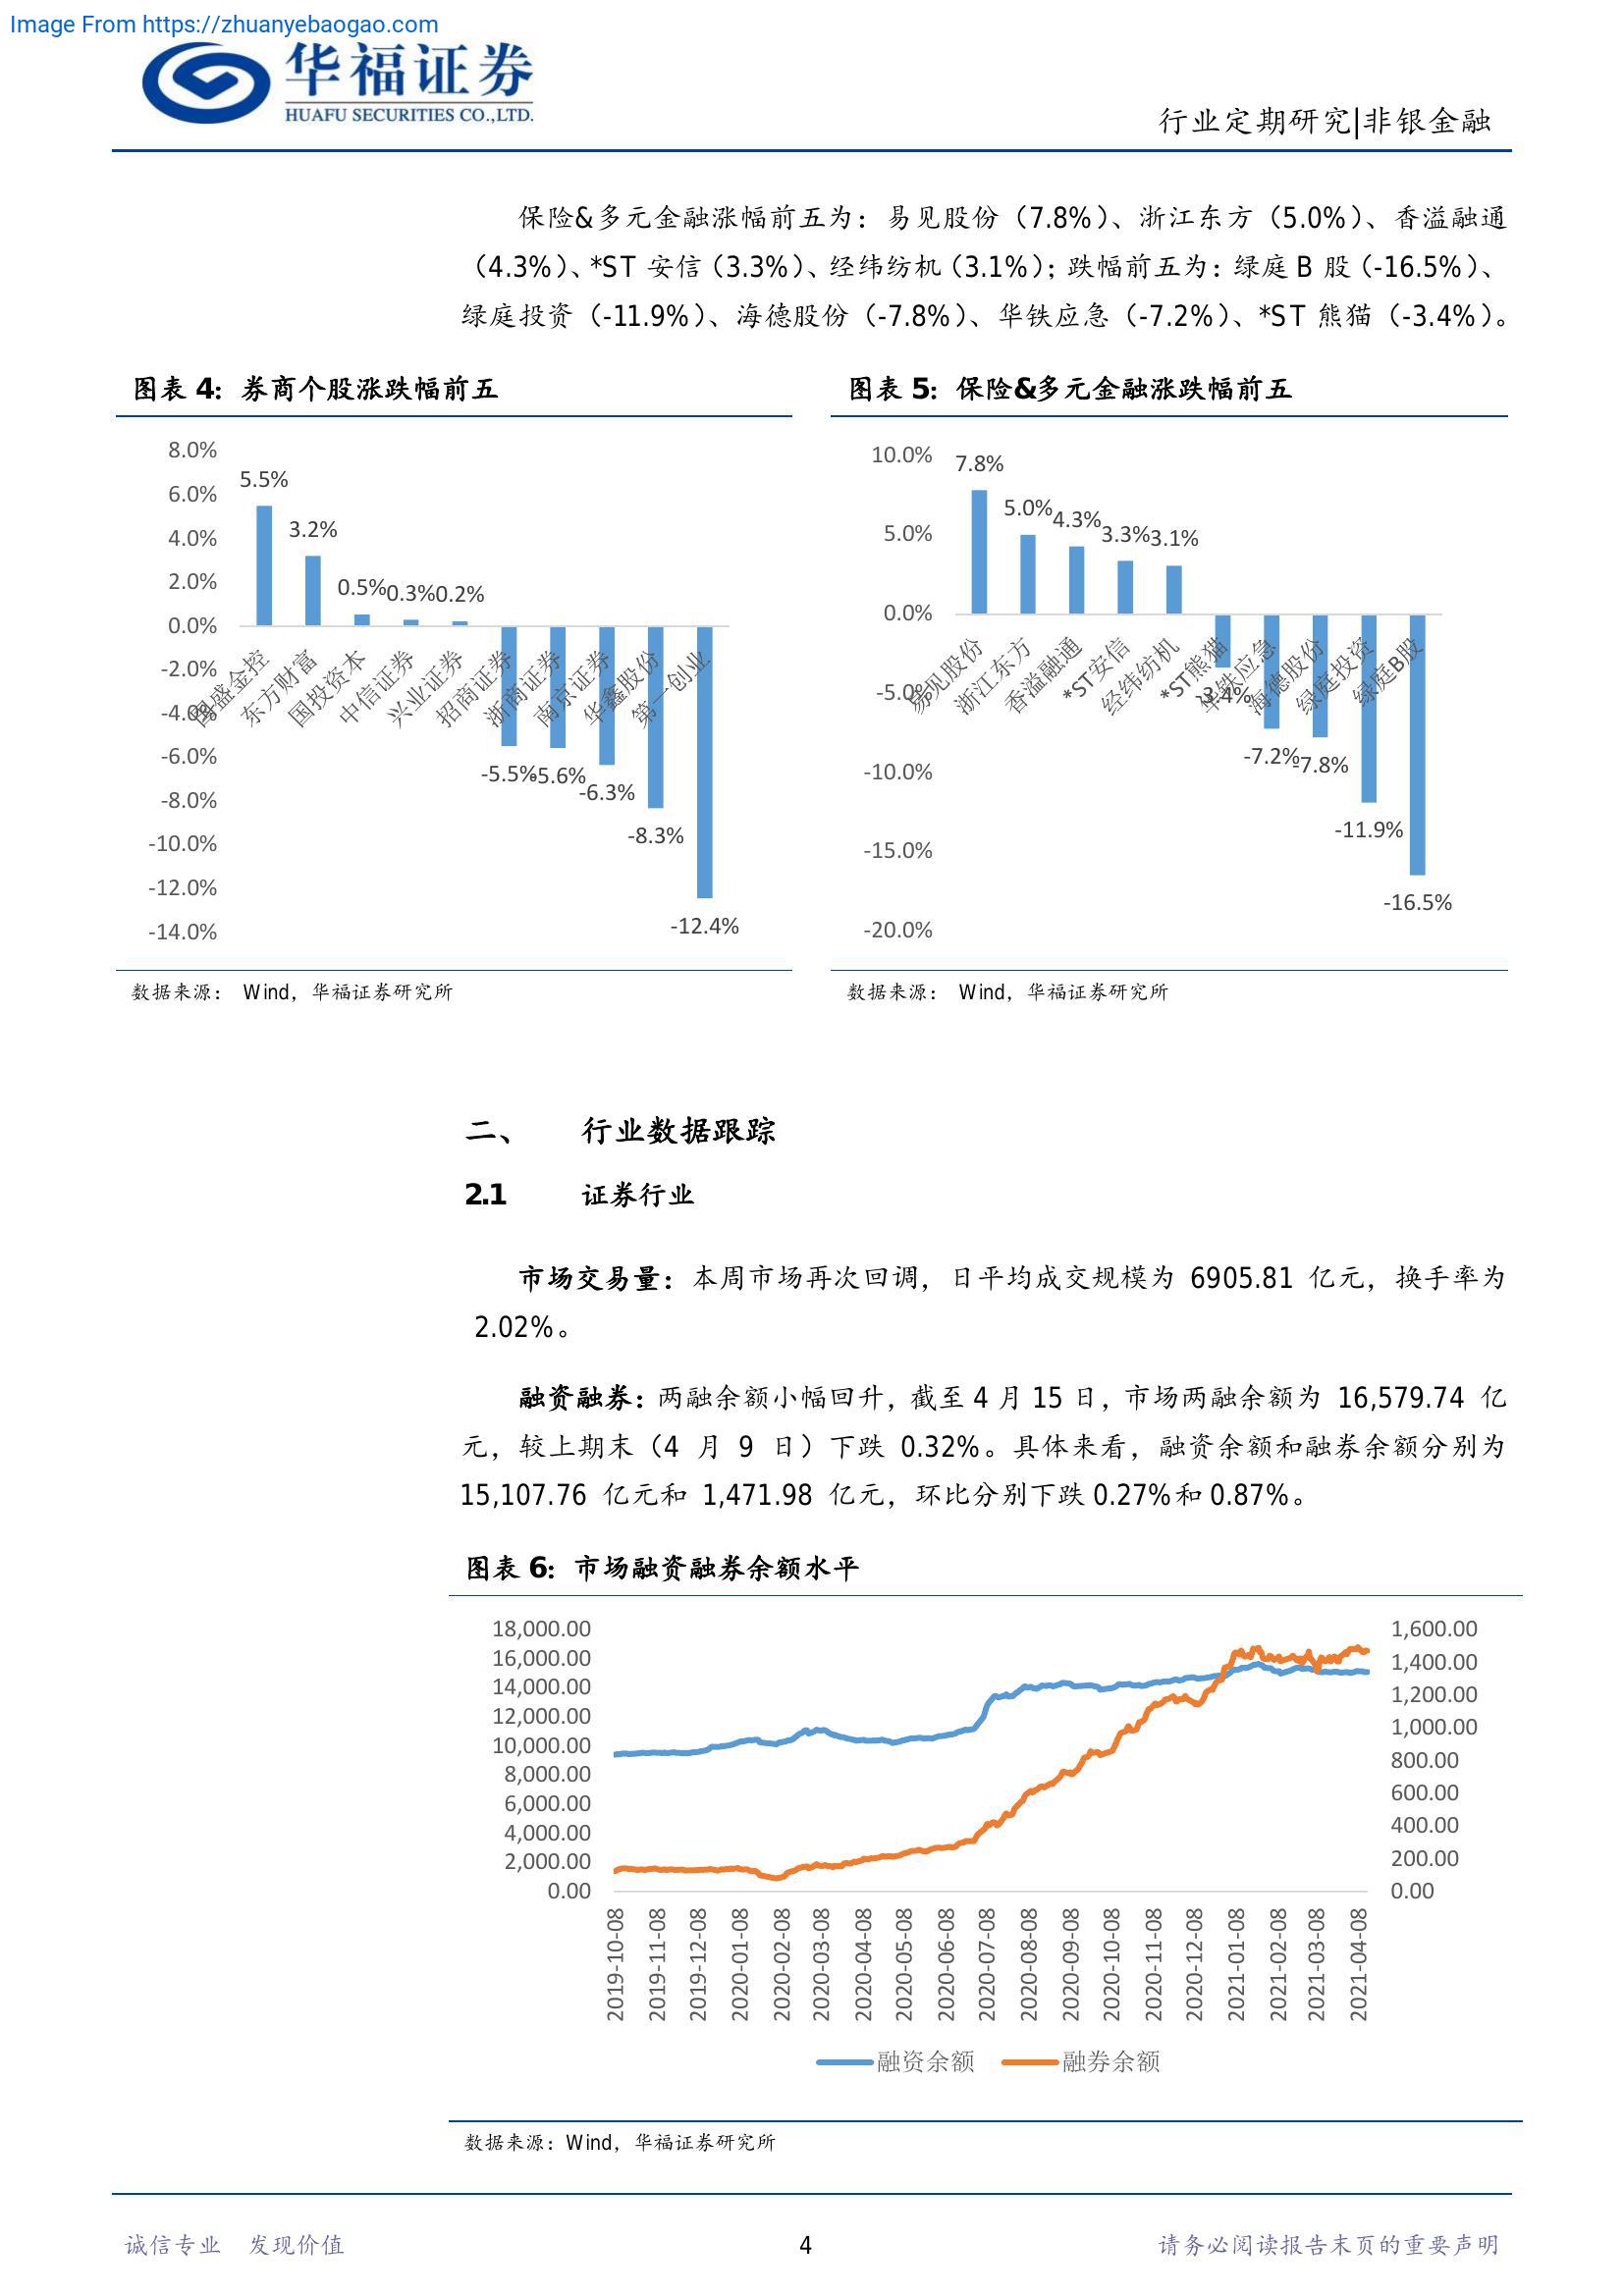 Image From https://zhuanyebaogao.com
华福证券
HUAFU SECURITIES CO.,LTD.
行业定期研究|非银金融
保险&多元金融涨幅前五为：易见股份（7.8%）、浙江东方（5.0%）、香溢融通
（4.3%）、*ST 安信（3.3%）、经纬纺机（3.1%）；跌幅前五为：绿庭 B 股（-16.5%）、
绿庭投资（-11.9%）、海德股份（-7.8%）、华铁应急（-7.2%）、*ST 熊猫（-3.4%）。
图表 4：券商个股涨跌幅前五
8.0%
6.0%
4.0%
2.0%
0.0%
-2.0%
-4.0%
-6.0%
-8.0%
-10.0%
-12.0%
-14.0%
5.5%
3.2%
0.5%
0.3%
0.2%
-5.5%
-5.6%
-6.3%
-8.3%
-12.4%
国盛金控
东方财富
国投资本
中信证券
兴业证券
招商证券
浙商证券
南京证券
华鑫股份
第一创业
数据来源： Wind，华福证券研究所
图表 5：保险&多元金融涨跌幅前五
10.0%
5.0%
0.0%
-5.0%
-10.0%
-15.0%
-20.0%
7.8%
5.0%
4.3%
3.3%
3.1%
-3.4%
-7.2%
-7.8%
-11.9%
-16.5%
易见股份
浙江东方
香溢融通
*ST安信
经纬纺机
*ST熊猫
华铁应急
海德股份
绿庭投资
绿庭B股
数据来源： Wind，华福证券研究所
二、 行业数据跟踪
2.1 证券行业
市场交易量：本周市场再次回调，日平均成交规模为 6905.81 亿元，换手率为
2.02%。
融资融券：两融余额小幅回升，截至 4 月 15 日，市场两融余额为 16,579.74 亿
元，较上期末（4 月 9 日）下跌 0.32%。具体来看，融资余额和融券余额分别为
15,107.76 亿元和 1,471.98 亿元，环比分别下跌 0.27%和 0.87%。
图表 6：市场融资融券余额水平
18,000.00
16,000.00
14,000.00
12,000.00
10,000.00
8,000.00
6,000.00
4,000.00
2,000.00
0.00
1,600.00
1,400.00
1,200.00
1,000.00
800.00
600.00
400.00
200.00
0.00
2019-10-08
2019-11-08
2019-12-08
2020-01-08
2020-02-08
2020-03-08
2020-04-08
2020-05-08
2020-06-08
2020-07-08
2020-08-08
2020-09-08
2020-10-08
2020-11-08
2020-12-08
2021-01-08
2021-02-08
2021-03-08
2021-04-08
融资余额 融券余额
数据来源：Wind，华福证券研究所
诚信专业 发现价值
4
请务必阅读报告末页的重要声明